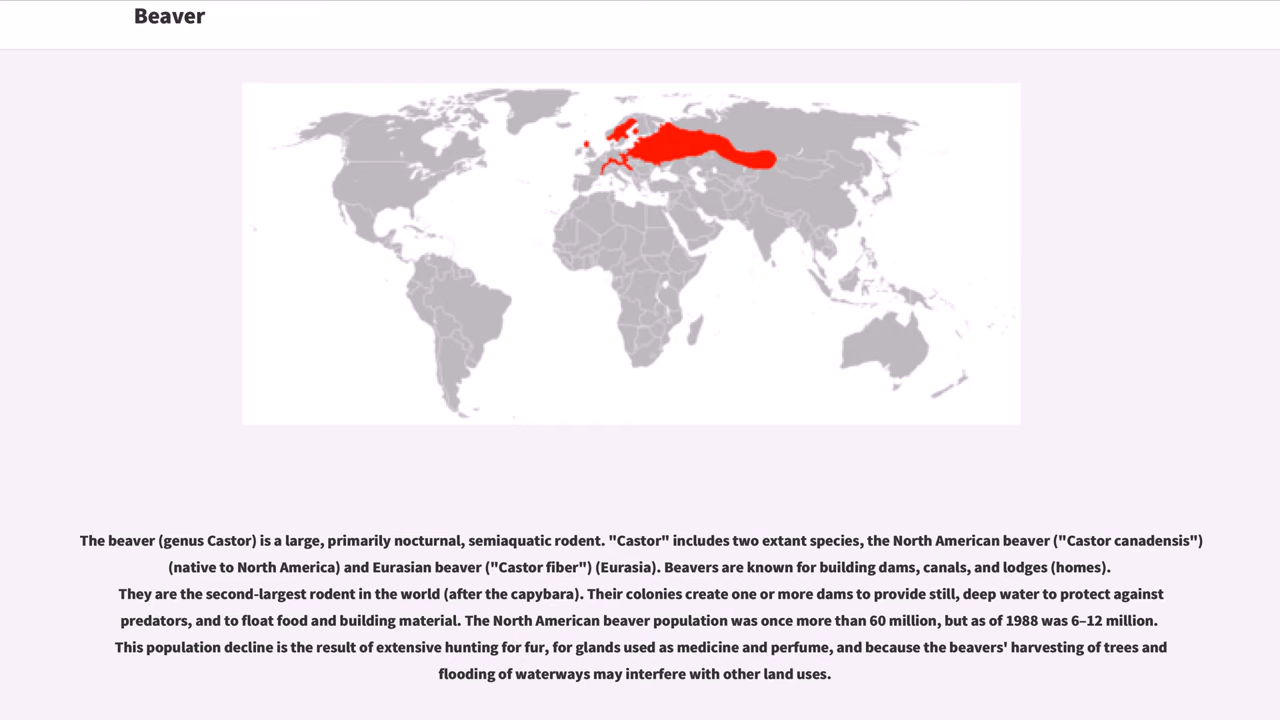 Beaver
The beaver (genus Castor) is a large, primarily nocturnal, semiaquatic rodent. "Castor" includes two extant species, the North American beaver ("Castor canadensis")
(native to North America) and Eurasian beaver ("Castor fiber") (Eurasia). Beavers are known for building dams, canals, and lodges (homes).
They are the second-largest rodent in the world (after the capybara). Their colonies create one or more dams to provide still, deep water to protect against
predators, and to float food and building material. The North American beaver population was once more than 60 million, but as of 1988 was 6–12 million.
This population decline is the result of extensive hunting for fur, for glands used as medicine and perfume, and because the beavers' harvesting of trees and
flooding of waterways may interfere with other land uses.